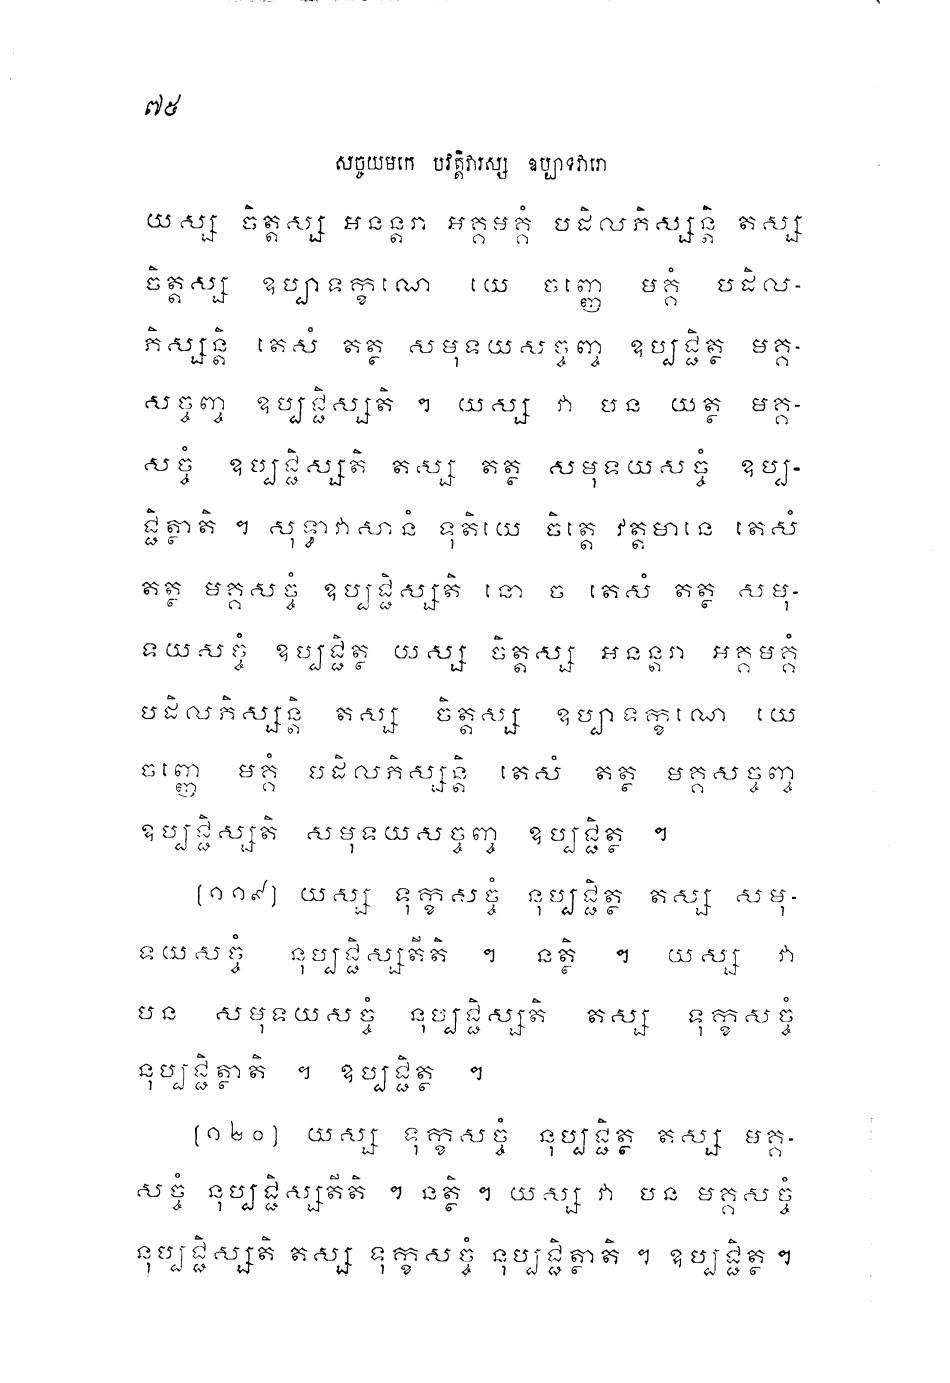 ៧៥
សច្ចយមកេ បវត្តិវារស្ស ឧប្បាទវារោ
យស្ស ចិត្តស្ស អនន្តរា អគ្គមគ្គំ បដិលភិស្សន្តិ តស្ស
ចិត្តស្ស ឧប្បាទក្ខណេ យេ ចញ្ញេ មគ្គំ បដិល-
ភិស្សន្តិ តេសំ តត្ថ សមុទយសច្ចញ្ច ឧប្បជ្ជិត្ថ មគ្គ-
សច្ចញ្ច ឧប្បជ្ជិស្សតិ ។ យស្ស វា បន យត្ថ មគ្គ-
សច្ចំ ឧប្បជ្ជិស្សតិ តស្ស តត្ថ សមុទយសច្ចំ ឧប្ប-
ជ្ជិត្ថាតិ ។ សុទ្ធាវាសានំ ទុតិយេ ចិត្តេ វត្តមានេ តេសំ
តត្ថ មគ្គសច្ចំ ឧប្បជ្ជិស្សតិ នោ ច តេសំ តត្ថ សមុ-
ទយសច្ចំ ឧប្បជ្ជិត្ថ យស្ស ចិត្តស្ស អនន្តរា អគ្គមគ្គំ
បដិលភិស្សន្តិ តស្ស ចិត្តស្ស ឧប្បាទក្ខណេ យេ
ចញ្ញេ មគ្គំ បដិលភិស្សន្តិ តេសំ តត្ថ មគ្គសច្ចញ្ច
ឧប្បជ្ជិស្សតិ សមុទយសច្ចញ្ច ឧប្បជ្ជិត្ថ ។
(១១៩) យស្ស ទុក្ខសច្ចំ នុប្បជ្ជិត្ថ តស្ស សមុ-
ទយសច្ចំ នុប្បជ្ជិស្សតីតិ ។ នត្ថិ ។ យស្ស វា
បន សមុទយសច្ចំ នុប្បជ្ជិស្សតិ តស្ស ទុក្ខសច្ចំ
នុប្បជ្ជិត្ថាតិ ។ ឧប្បជ្ជិត្ថ ។
(១២០) យស្ស ទុក្ខសច្ចំ នុប្បជ្ជិត្ថ តស្ស មគ្គ-
សច្ចំ នុប្បជ្ជិស្សតីតិ ។ នត្ថិ ។ យស្ស វា បន មគ្គសច្ចំ
នុប្បជ្ជិស្សតិ តស្ស ទុក្ខសច្ចំ នុប្បជ្ជិត្ថាតិ ។ ឧប្បជ្ជិត្ថ ។